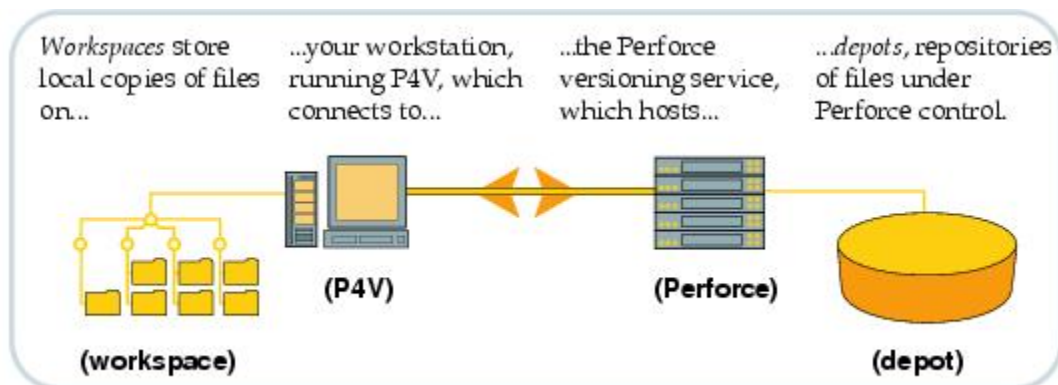 Workspaces store
local copies of files
on...
...your workstation,
running P4V, which
connects to...
...the Perforce
versioning service,
which hosts...
...depots, repositories
of files under
Perforce control.
(P4V)
(Perforce)
(workspace)
(depot)